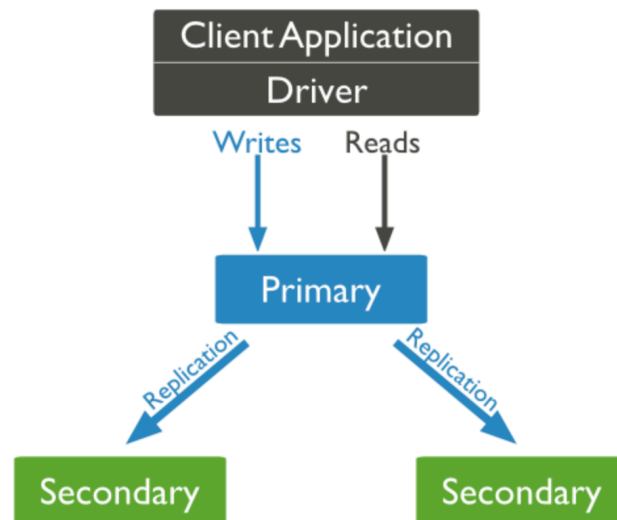 Client Application
Driver
Writes Reads
Primary
Replication Replication
Secondary Secondary